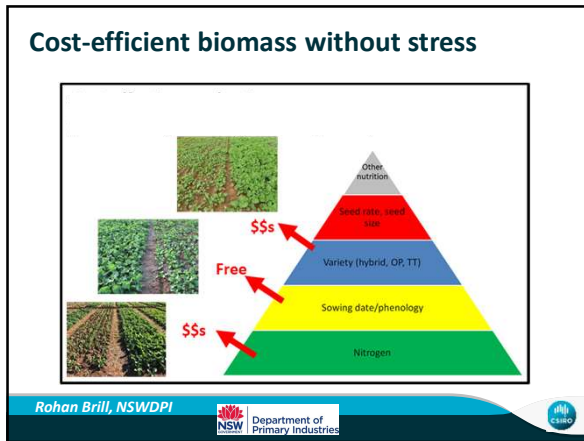 Cost-efficient biomass without stress
Other
nutrition
Seed rate, seed
size
$$s
Variety (hybrid, OP, TT)
Free
Sowing date/phenology
$$s
Nitrogen
Rohan Brill, NSWDPI
NSW
GOVERNMENT
Department of
Primary Industries
CSIRO